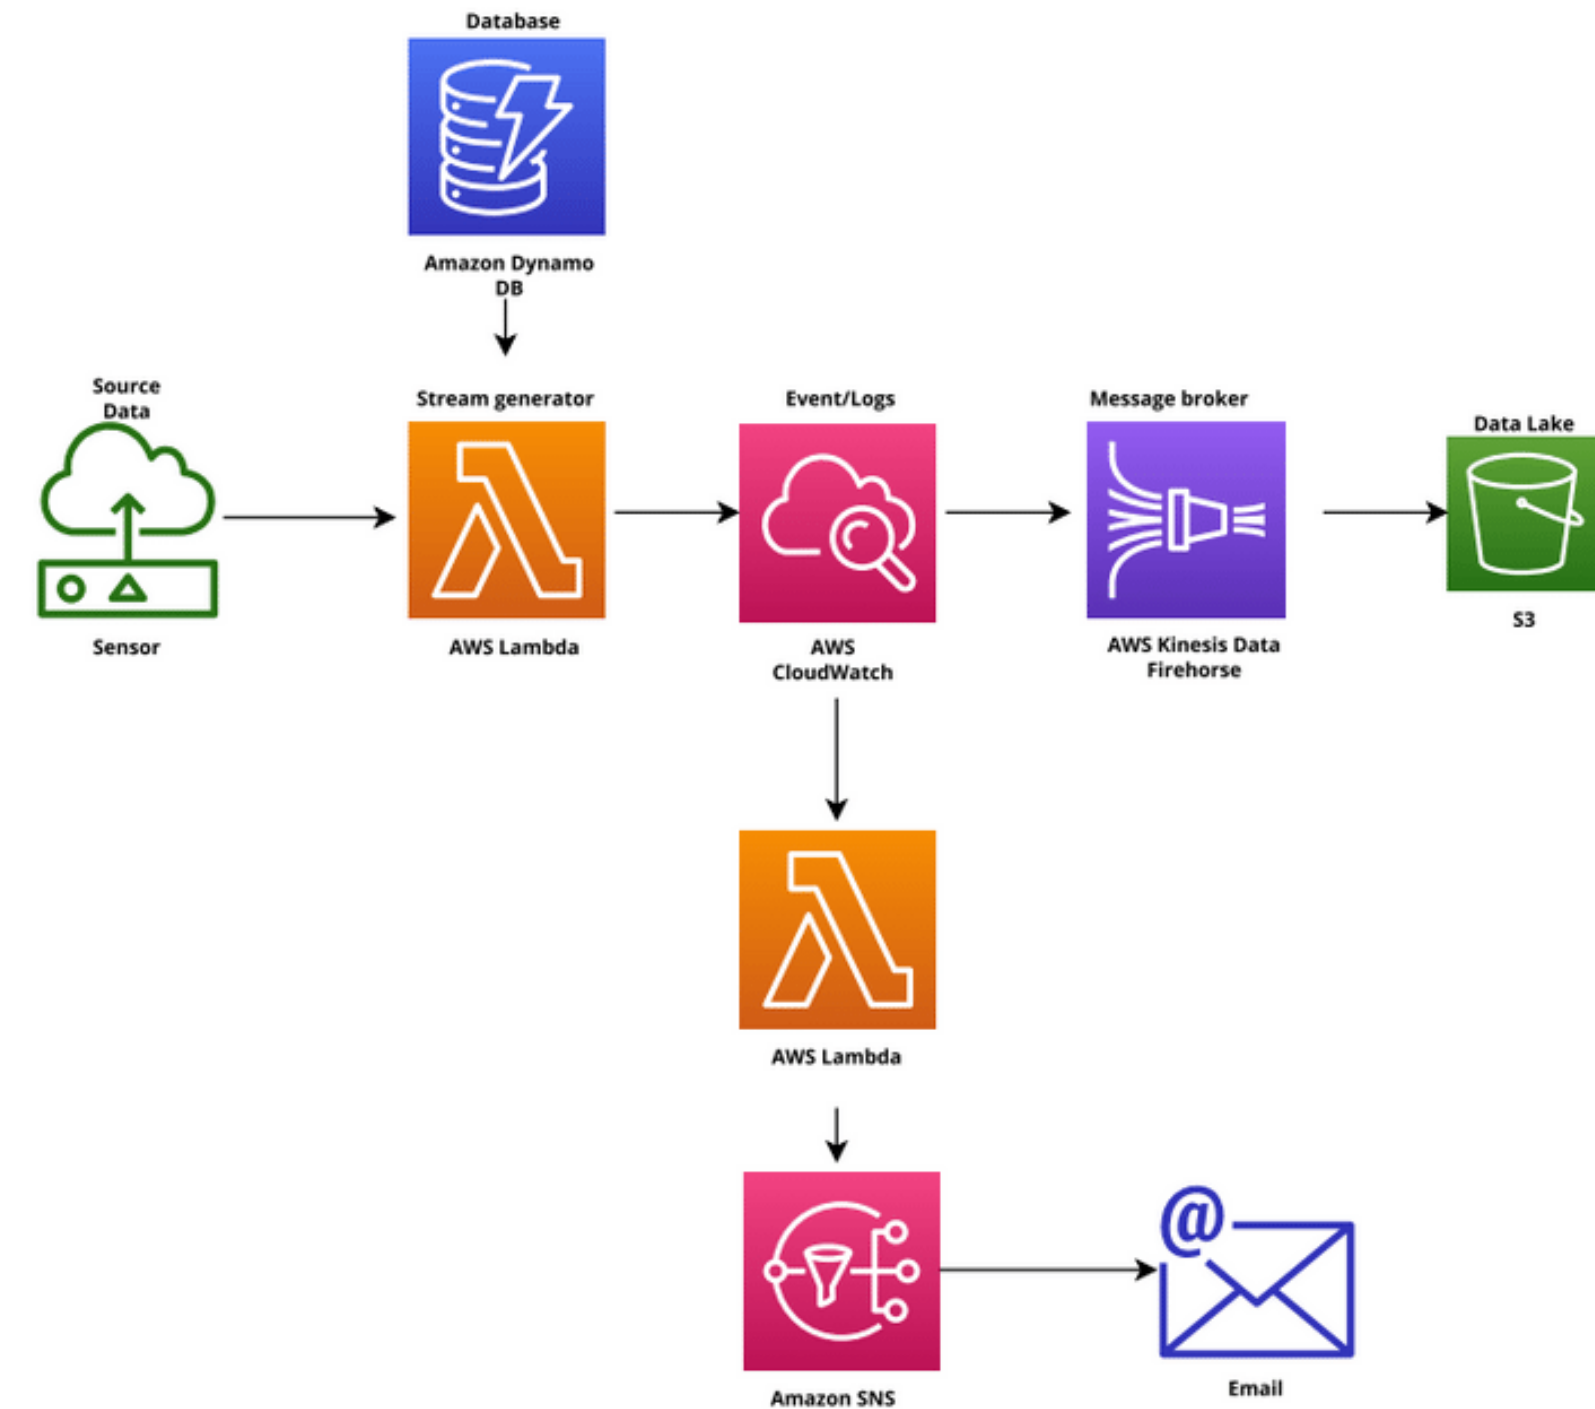 Database
Amazon Dynamo
DB
Source
Data
Stream generator
Event/Logs
Message broker
Data Lake
Sensor
AWS Lambda
AWS
CloudWatch
AWS Kinesis Data
Firehorse
S3
AWS Lambda
@
Amazon SNS
Email